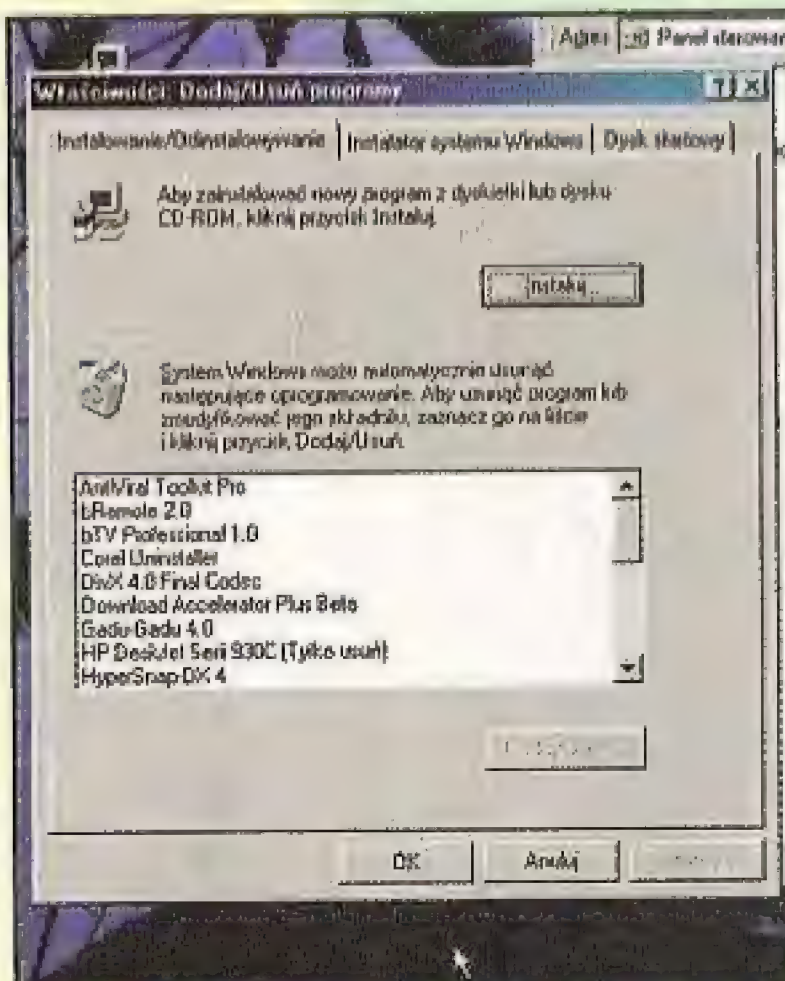 Adres Panel sterowan
Właściwości: Dodaj/Usuń programy
Instalowanie/Odinstalowywanie Instalator systemu Windows Dysk startowy
Aby zainstalować nowy program z dyskietki lub dysku
CD-ROM, kliknij przycisk Instaluj.
Instaluj...
System Windows może automatycznie usunąć
następujące oprogramowanie. Aby usunąć program lub
zmodyfikować jego składniki, zaznacz go na liście
i kliknij przycisk Dodaj/Usuń.
AntiViral Toolkit Pro
bRemote 2.0
bTV Professional 1.0
Corel Uninstaller
DivX 4.0 Final Codec
Download Accelerator Plus Beta
Gadu-Gadu 4.0
HP DeskJet Serii 930C (Tylko usuń)
HyperSnap-DX 4
OK Anuluj